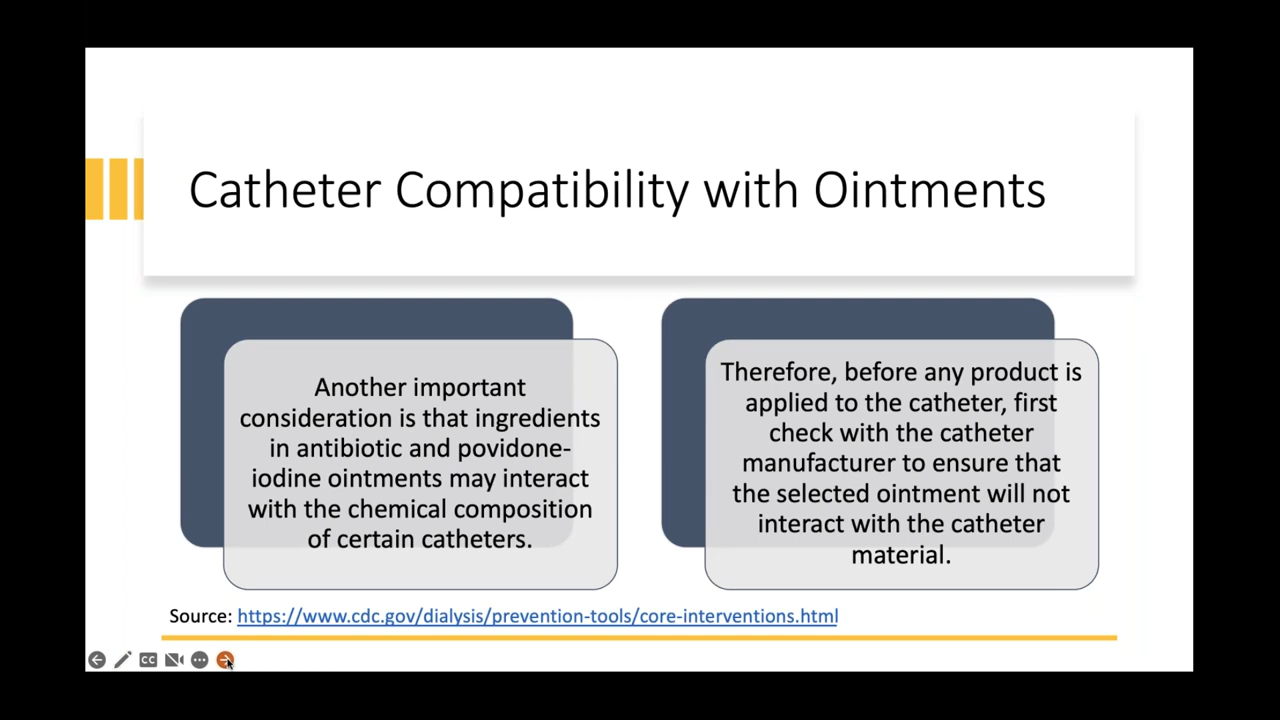 Catheter Compatibility with Ointments
Another important
consideration is that ingredients
in antibiotic and povidone-
iodine ointments may interact
with the chemical composition
of certain catheters.
Therefore, before any product is
applied to the catheter, first
check with the catheter
manufacturer to ensure that
the selected ointment will not
interact with the catheter
material.
Source: https://www.cdc.gov/dialysis/prevention-tools/core-interventions.html
CC